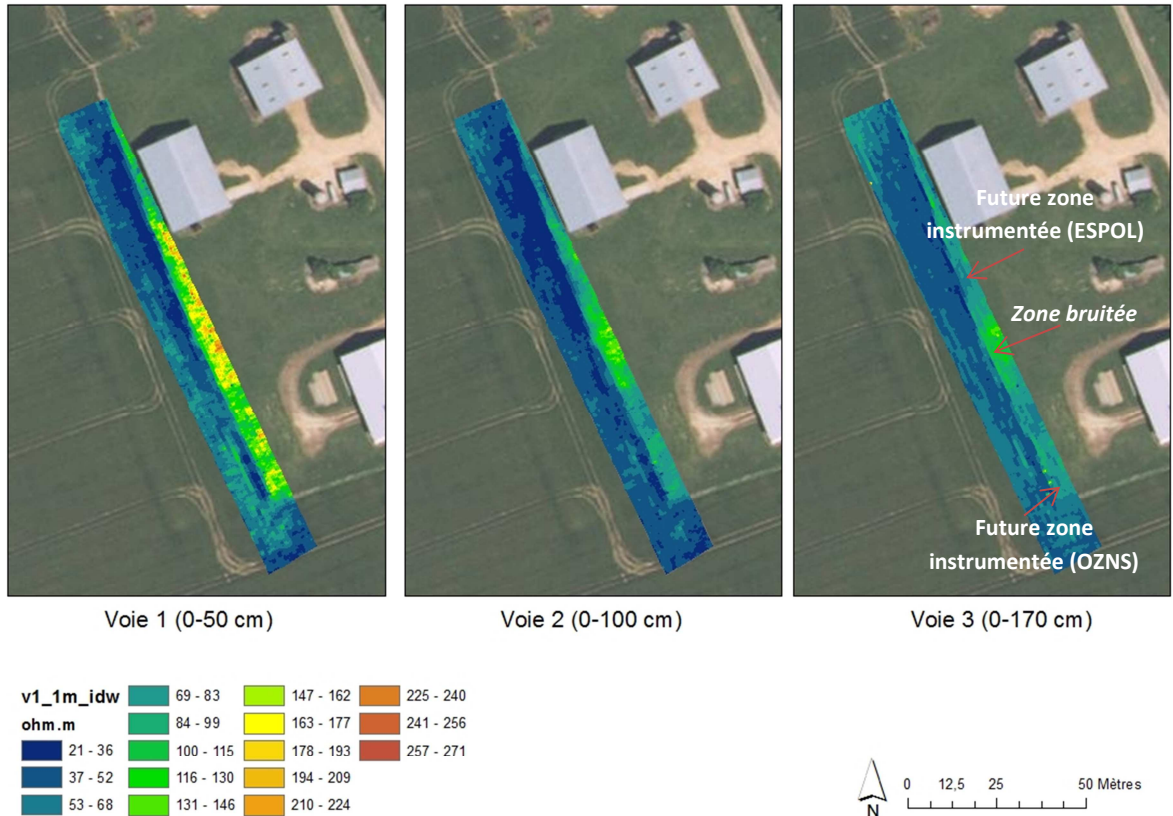 Future zone
instrumentée (ESPOL)
Zone bruitée
Future zone
instrumentée (OZNS)
Voie 1 (0-50 cm)
Voie 2 (0-100 cm)
Voie 3 (0-170 cm)
v1_1m_idw
ohm.m
21 - 36
37 - 52
53 - 68
69 - 83
84 - 99
100 - 115
116 - 130
131 - 146
147 - 162
163 - 177
178 - 193
194 - 209
210 - 224
225 - 240
241 - 256
257 - 271
N
0 12,5 25 50 Mètres